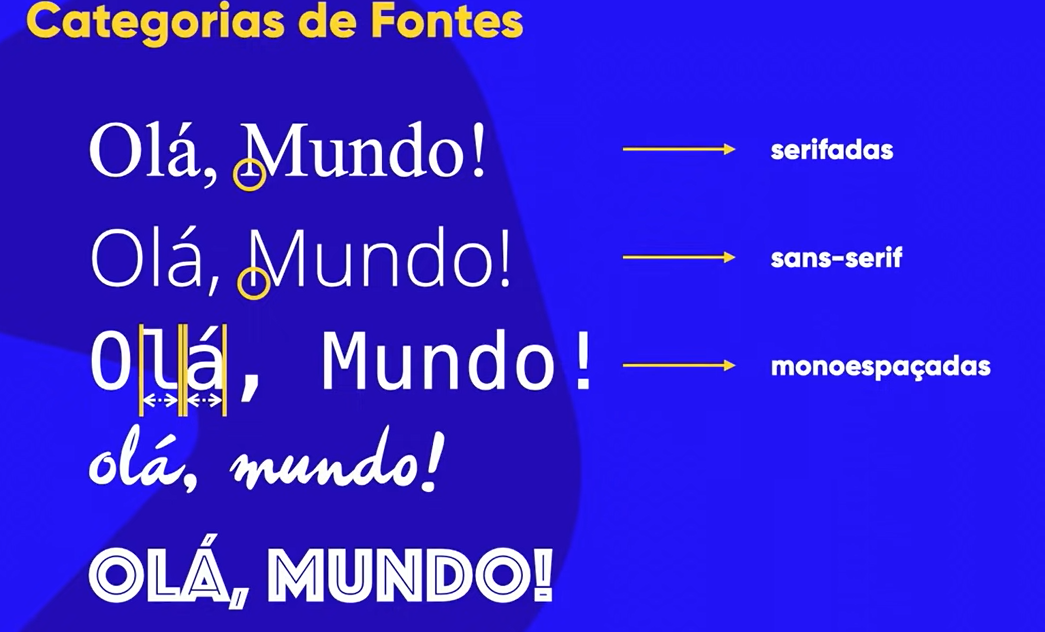 Categorias de Fontes
Olá, Mundo!
serifadas
Olá, Mundo!
sans-serif
Olá, Mundo!
monoespaçadas
olá, mundo!
OLÁ, MUNDO!